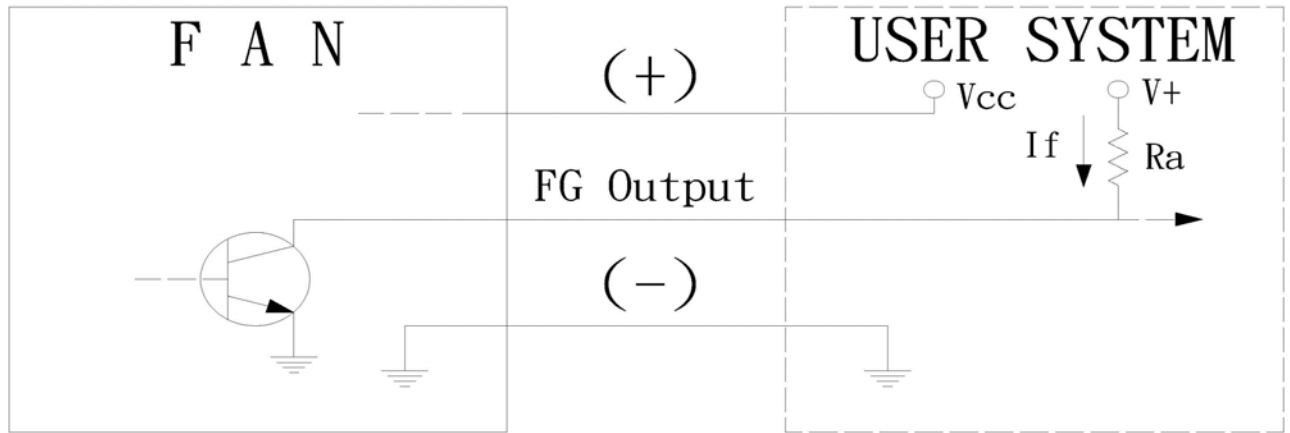 F A N
USER SYSTEM
(+)
Vcc
V+
If
Ra
FG Output
(-)